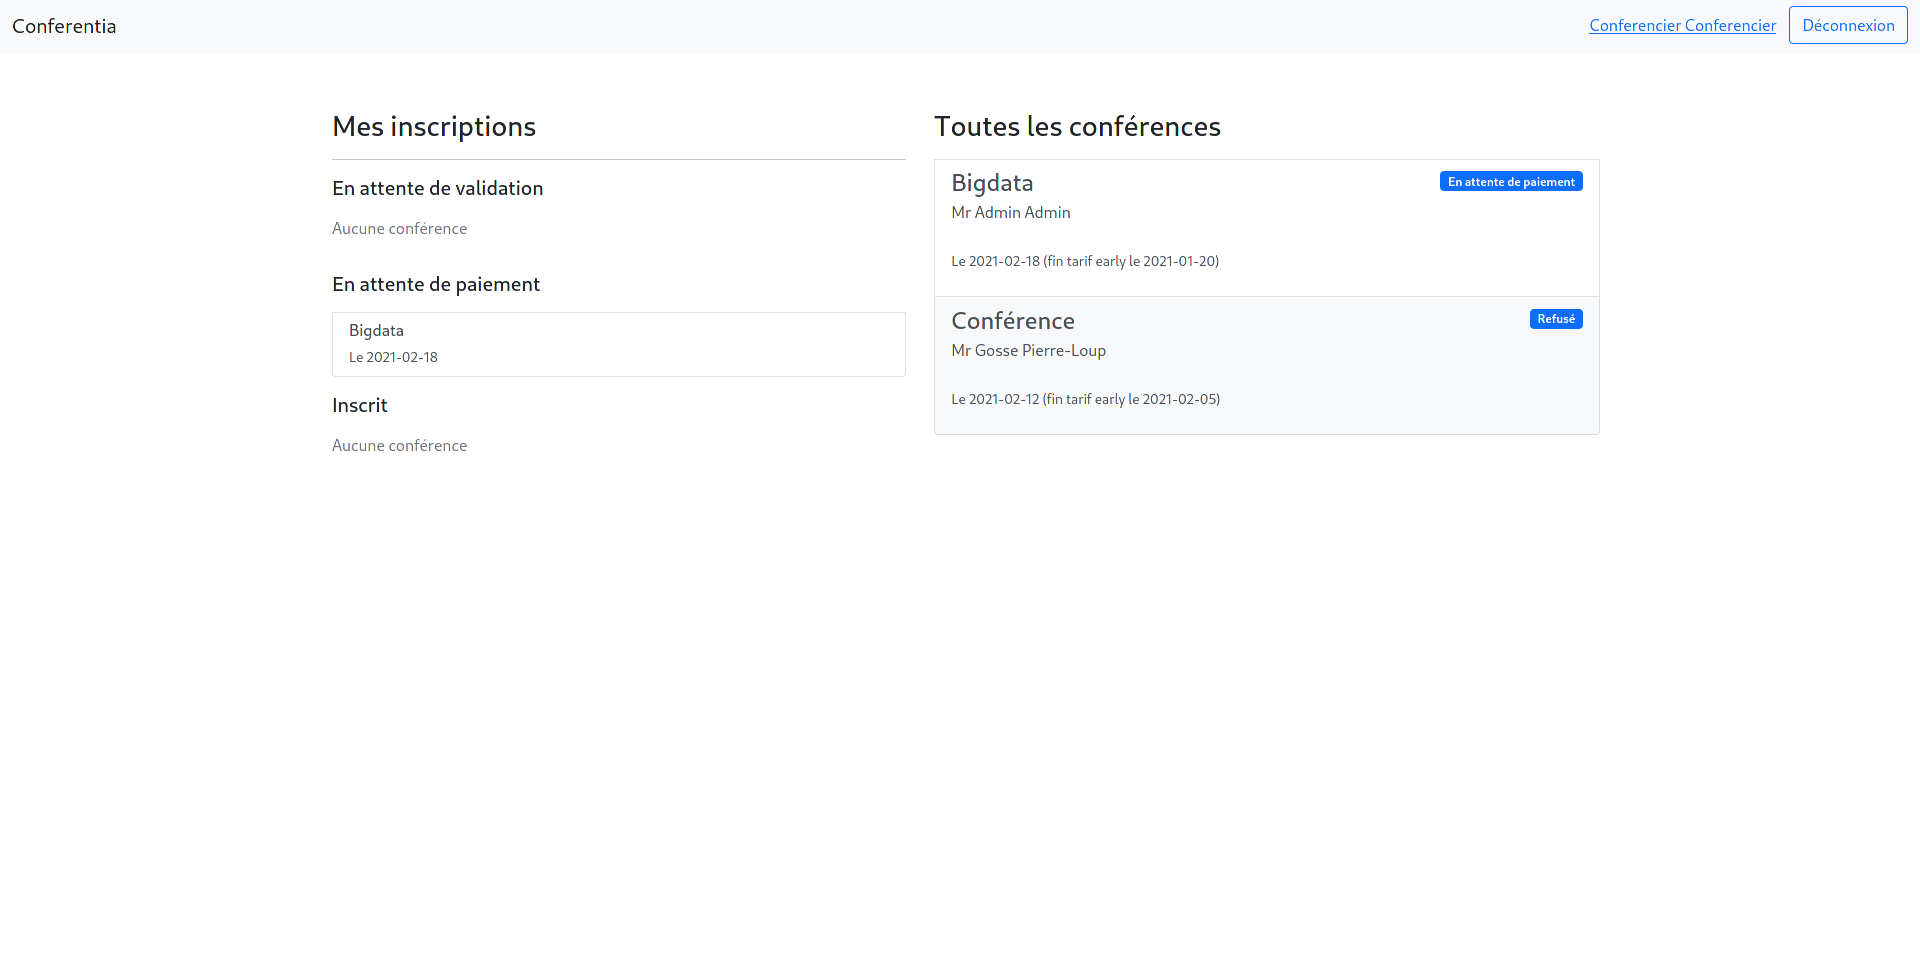 Conferentia
Conferencier Conferencier
Déconnexion
Mes inscriptions
En attente de validation
Aucune conférence
En attente de paiement
Bigdata
Le 2021-02-18
Inscrit
Aucune conférence
Toutes les conférences
Bigdata
En attente de paiement
Mr Admin Admin
Le 2021-02-18 (fin tarif early le 2021-01-20)
Conférence
Refusé
Mr Gosse Pierre-Loup
Le 2021-02-12 (fin tarif early le 2021-02-05)